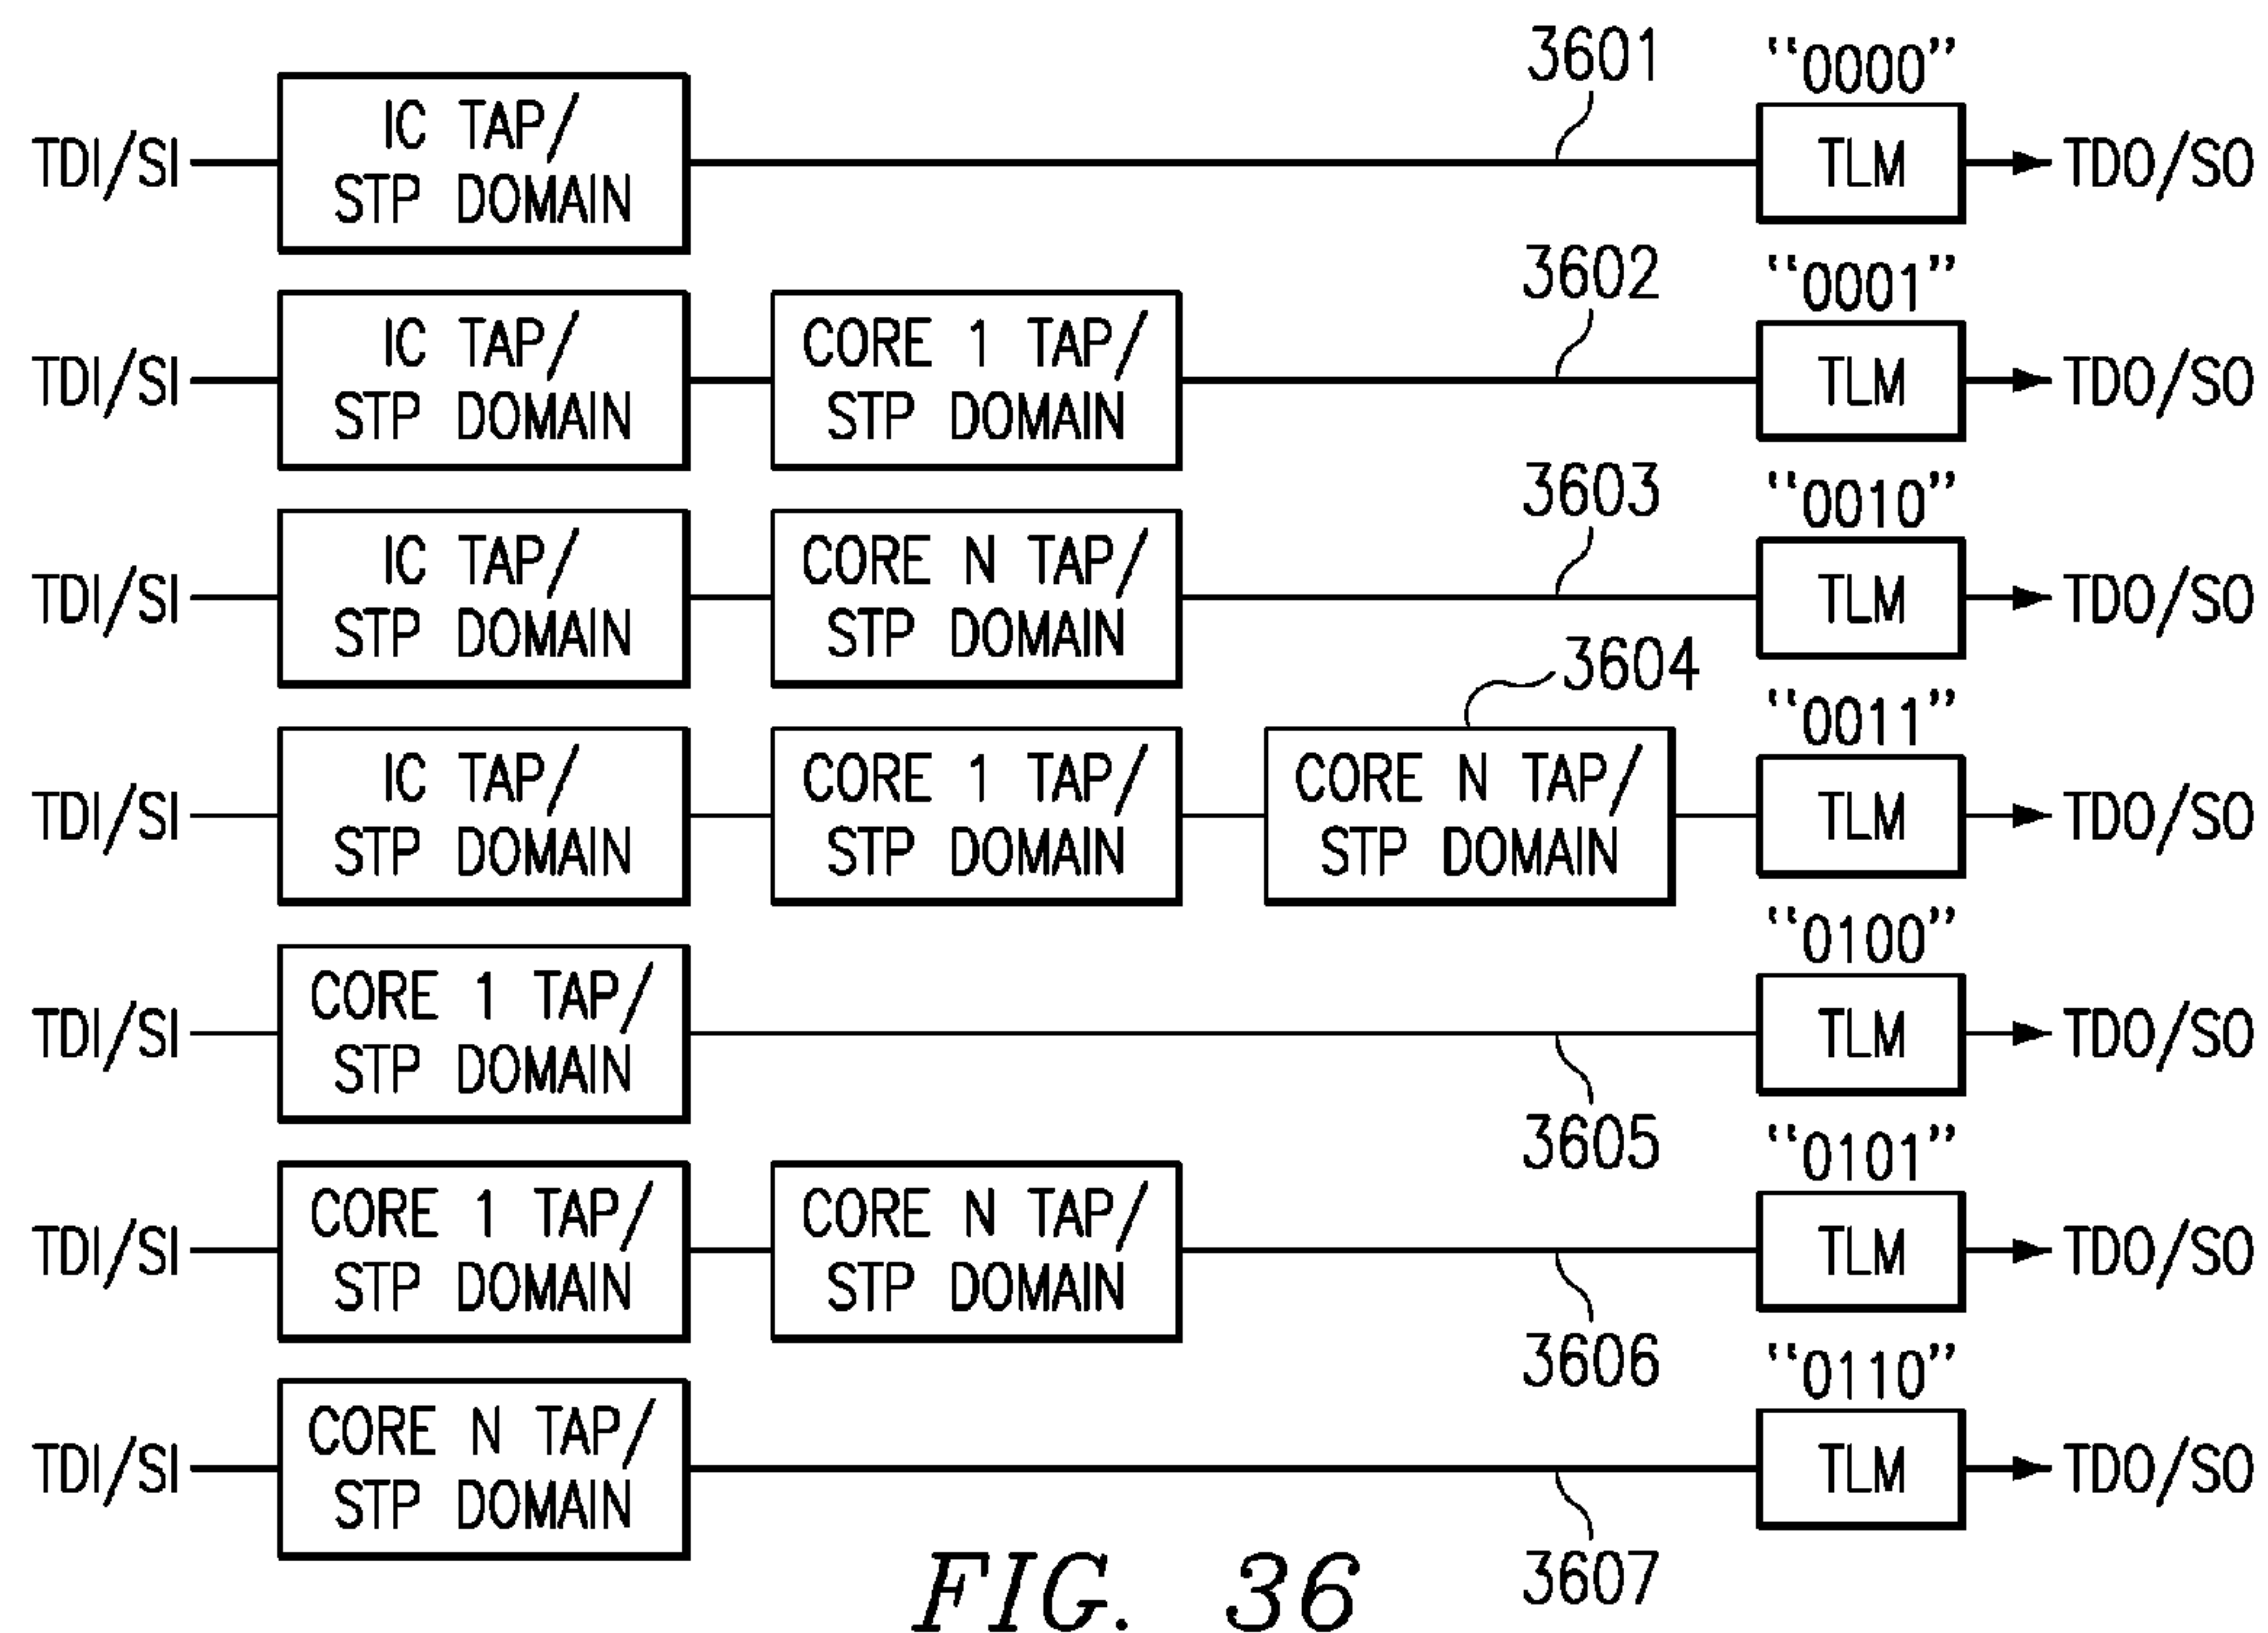 3601 "0000"
IC TAP/
TDI/SI TLM TDO/SO
STP DOMAIN
3602 "0001"
IC TAP/ CORE 1 TAP/
TDI/SI TLM TDO/SO
STP DOMAIN STP DOMAIN
3603 "0010"
IC TAP/ CORE N TAP/
TDI/SI TLM TDO/SO
STP DOMAIN STP DOMAIN
3604 "0011"
IC TAP/ CORE 1 TAP/ CORE N TAP/
TDI/SI TLM TDO/SO
STP DOMAIN STP DOMAIN STP DOMAIN
"0100"
CORE 1 TAP/
TDI/SI TLM TDO/SO
STP DOMAIN
3605 "0101"
CORE 1 TAP/ CORE N TAP/
TDI/SI TLM TDO/SO
STP DOMAIN STP DOMAIN
3606 "0110"
CORE N TAP/
TDI/SI TLM TDO/SO
STP DOMAIN
3607
FIG. 36